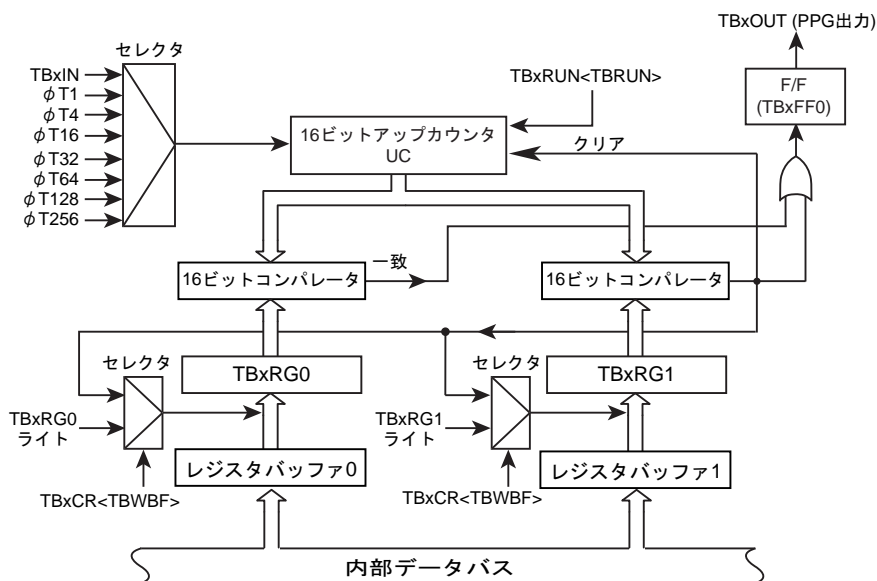 TBxOUT (PPG出力)
セレクタ
TBxIN
φT1
φT4
φT16
φT32
φT64
φT128
φT256
TBxRUN<TBRUN>
F/F
(TBxFF0)
16ビットアップカウンタ
UC
クリア
16ビットコンパレータ
一致
16ビットコンパレータ
セレクタ
TBxRG0
セレクタ
TBxRG1
TBxRG0
ライト
TBxRG1
ライト
レジスタバッファ0
レジスタバッファ1
TBxCR<TBWBF>
TBxCR<TBWBF>
内部データバス